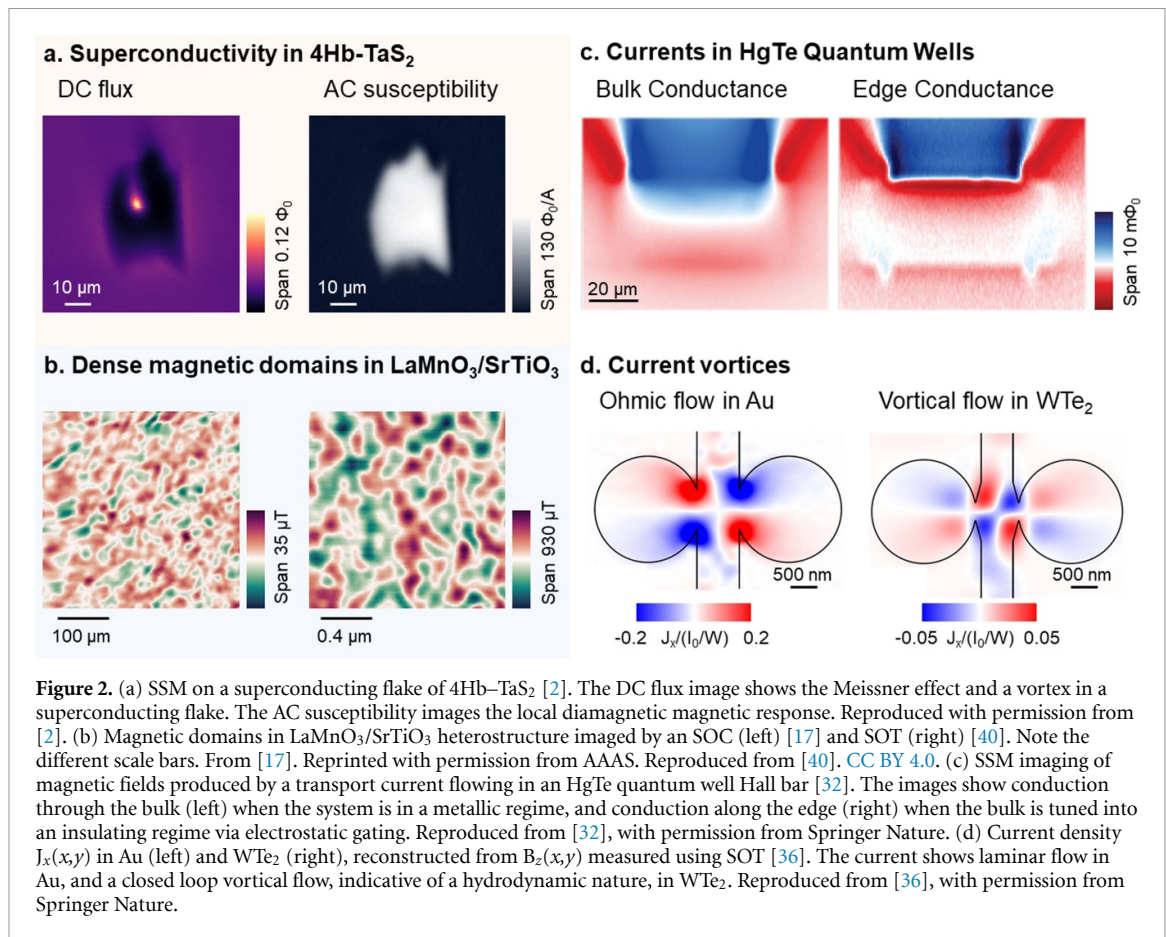 a. Superconductivity in 4Hb-TaS₂
DC flux
AC susceptibility
10 µm
Span 0.12 Φ₀
10 µm
Span 130 Φ₀/A
b. Dense magnetic domains in LaMnO₃/SrTiO₃
100 µm
Span 35 µT
0.4 µm
Span 930 µT
c. Currents in HgTe Quantum Wells
Bulk Conductance
Edge Conductance
20 µm
Span 10 mΦ₀
d. Current vortices
Ohmic flow in Au
Vortical flow in WTe₂
500 nm
500 nm
-0.2 Jₓ/(I₀/W) 0.2
-0.05 Jₓ/(I₀/W) 0.05
Figure 2. (a) SSM on a superconducting flake of 4Hb–TaS₂ [2]. The DC flux image shows the Meissner effect and a vortex in a
superconducting flake. The AC susceptibility images the local diamagnetic magnetic response. Reproduced with permission from
[2]. (b) Magnetic domains in LaMnO₃/SrTiO₃ heterostructure imaged by an SOC (left) [17] and SOT (right) [40]. Note the
different scale bars. From [17]. Reprinted with permission from AAAS. Reproduced from [40]. CC BY 4.0. (c) SSM imaging of
magnetic fields produced by a transport current flowing in an HgTe quantum well Hall bar [32]. The images show conduction
through the bulk (left) when the system is in a metallic regime, and conduction along the edge (right) when the bulk is tuned into
an insulating regime via electrostatic gating. Reproduced from [32], with permission from Springer Nature. (d) Current density
Jₓ(x,y) in Au (left) and WTe₂ (right), reconstructed from B_z(x,y) measured using SOT [36]. The current shows laminar flow in
Au, and a closed loop vortical flow, indicative of a hydrodynamic nature, in WTe₂. Reproduced from [36], with permission from
Springer Nature.